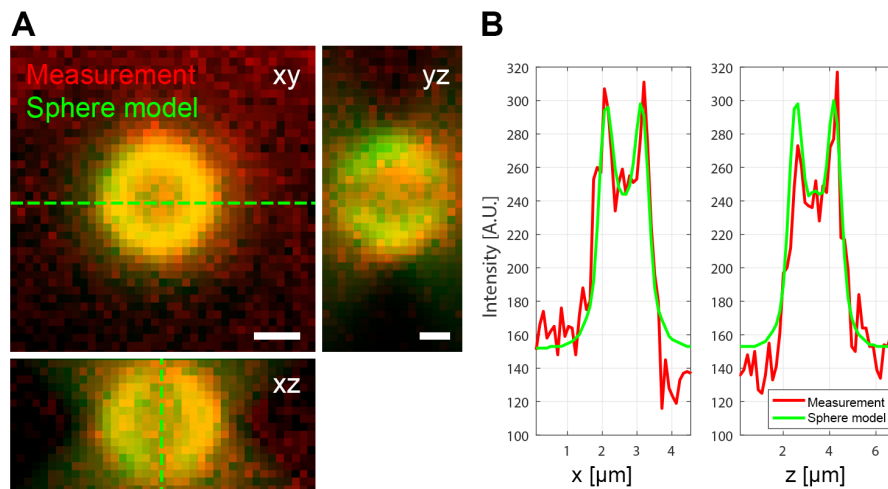 A
Measurement
Sphere model
xy
yz
xz
B
Intensity [A.U.]
320
300
280
260
240
220
200
180
160
140
120
100
1
2
3
4
x [µm]
320
300
280
260
240
220
200
180
160
140
120
100
2
4
6
z [µm]
Measurement
Sphere model